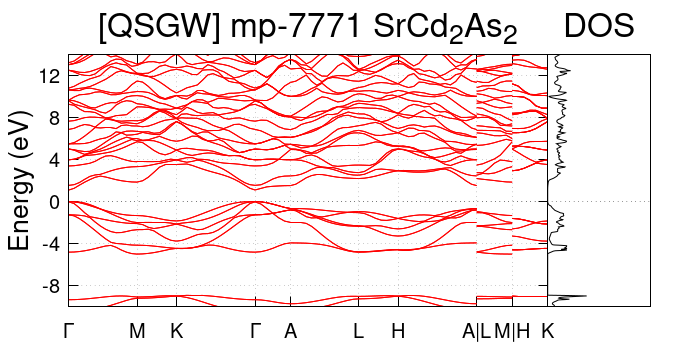 [QSGW] mp-7771 SrCd₂As₂ DOS
12
8
4
0
-4
-8
Energy (eV)
Γ M K Γ A L H A|L M|H K